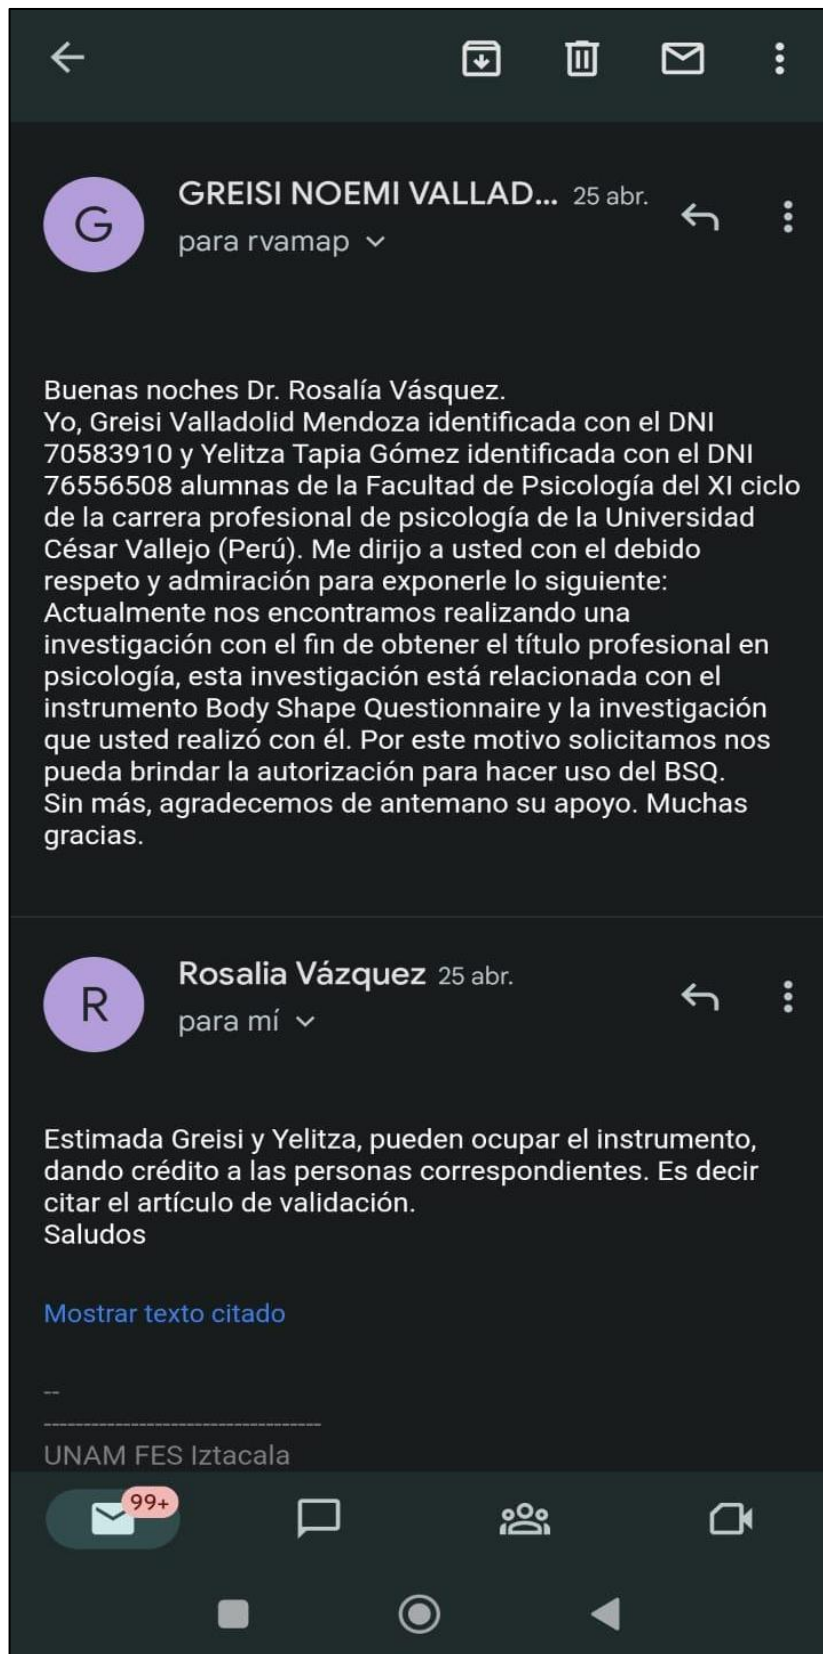 GREISI NOEMI VALLAD... 25 abr.
para rvamap
Buenas noches Dr. Rosalía Vásquez.
Yo, Greisi Valladolid Mendoza identificada con el DNI
70583910 y Yelitza Tapia Gómez identificada con el DNI
76556508 alumnas de la Facultad de Psicología del XI ciclo
de la carrera profesional de psicología de la Universidad
César Vallejo (Perú). Me dirijo a usted con el debido
respeto y admiración para exponerle lo siguiente:
Actualmente nos encontramos realizando una
investigación con el fin de obtener el título profesional en
psicología, esta investigación está relacionada con el
instrumento Body Shape Questionnaire y la investigación
que usted realizó con él. Por este motivo solicitamos nos
pueda brindar la autorización para hacer uso del BSQ.
Sin más, agradecemos de antemano su apoyo. Muchas
gracias.
Rosalia Vázquez 25 abr.
para mí
Estimada Greisi y Yelitza, pueden ocupar el instrumento,
dando crédito a las personas correspondientes. Es decir
citar el artículo de validación.
Saludos
Mostrar texto citado
--
-----------------------------------
UNAM FES Iztacala
99+
G
R